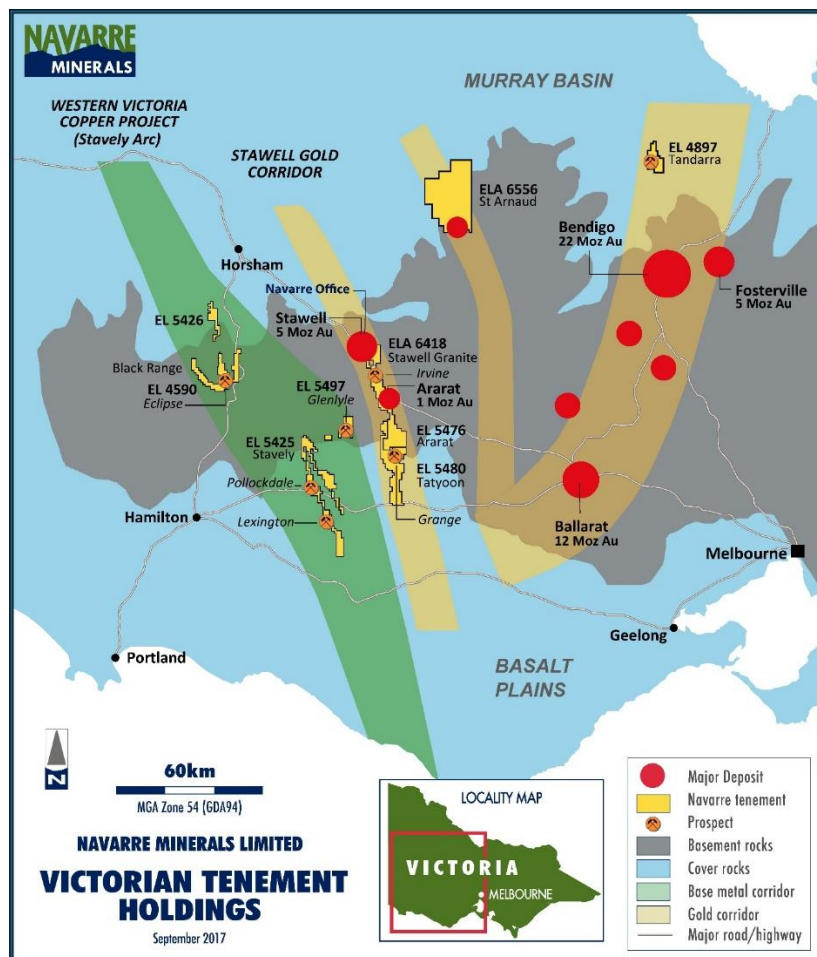 NAVARRE
MINERALS
MURRAY BASIN
WESTERN VICTORIA
COPPER PROJECT
(Stavely Arc)
STAWELL GOLD
CORRIDOR
EL 4897
Tandarra
ELA 6556
St Arnaud
Bendigo
22 Moz Au
Horsham
Fosterville
5 Moz Au
Navarre Office
Stawell
5 Moz Au
EL 5426
ELA 6418
Stawell Granite
Irvine
Black Range
EL 4590
Eclipse
EL 5497
Glenlyle
Ararat
1 Moz Au
EL 5476
Ararat
EL 5425
Stavely
EL 5480
Tatyoon
Pollockdale
Hamilton
Lexington
Grange
Ballarat
12 Moz Au
Melbourne
Geelong
Portland
BASALT
PLAINS
N
60km
MGA Zone 54 (GDA94)
NAVARRE MINERALS LIMITED
VICTORIAN TENEMENT
HOLDINGS
September 2017
LOCALITY MAP
VICTORIA
MELBOURNE
Major Deposit
Navarre tenement
Prospect
Basement rocks
Cover rocks
Base metal corridor
Gold corridor
Major road/highway